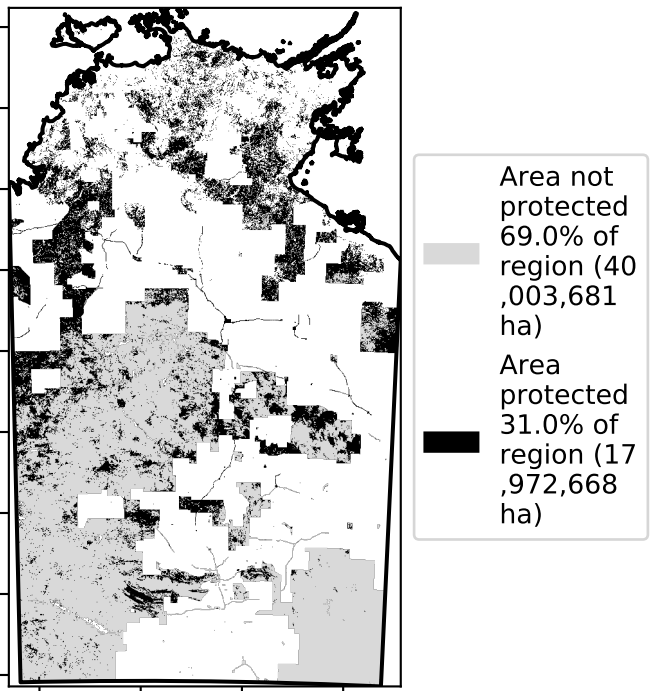 Area not
protected
69.0% of
region (40
,003,681
ha)
Area
protected
31.0% of
region (17
,972,668
ha)